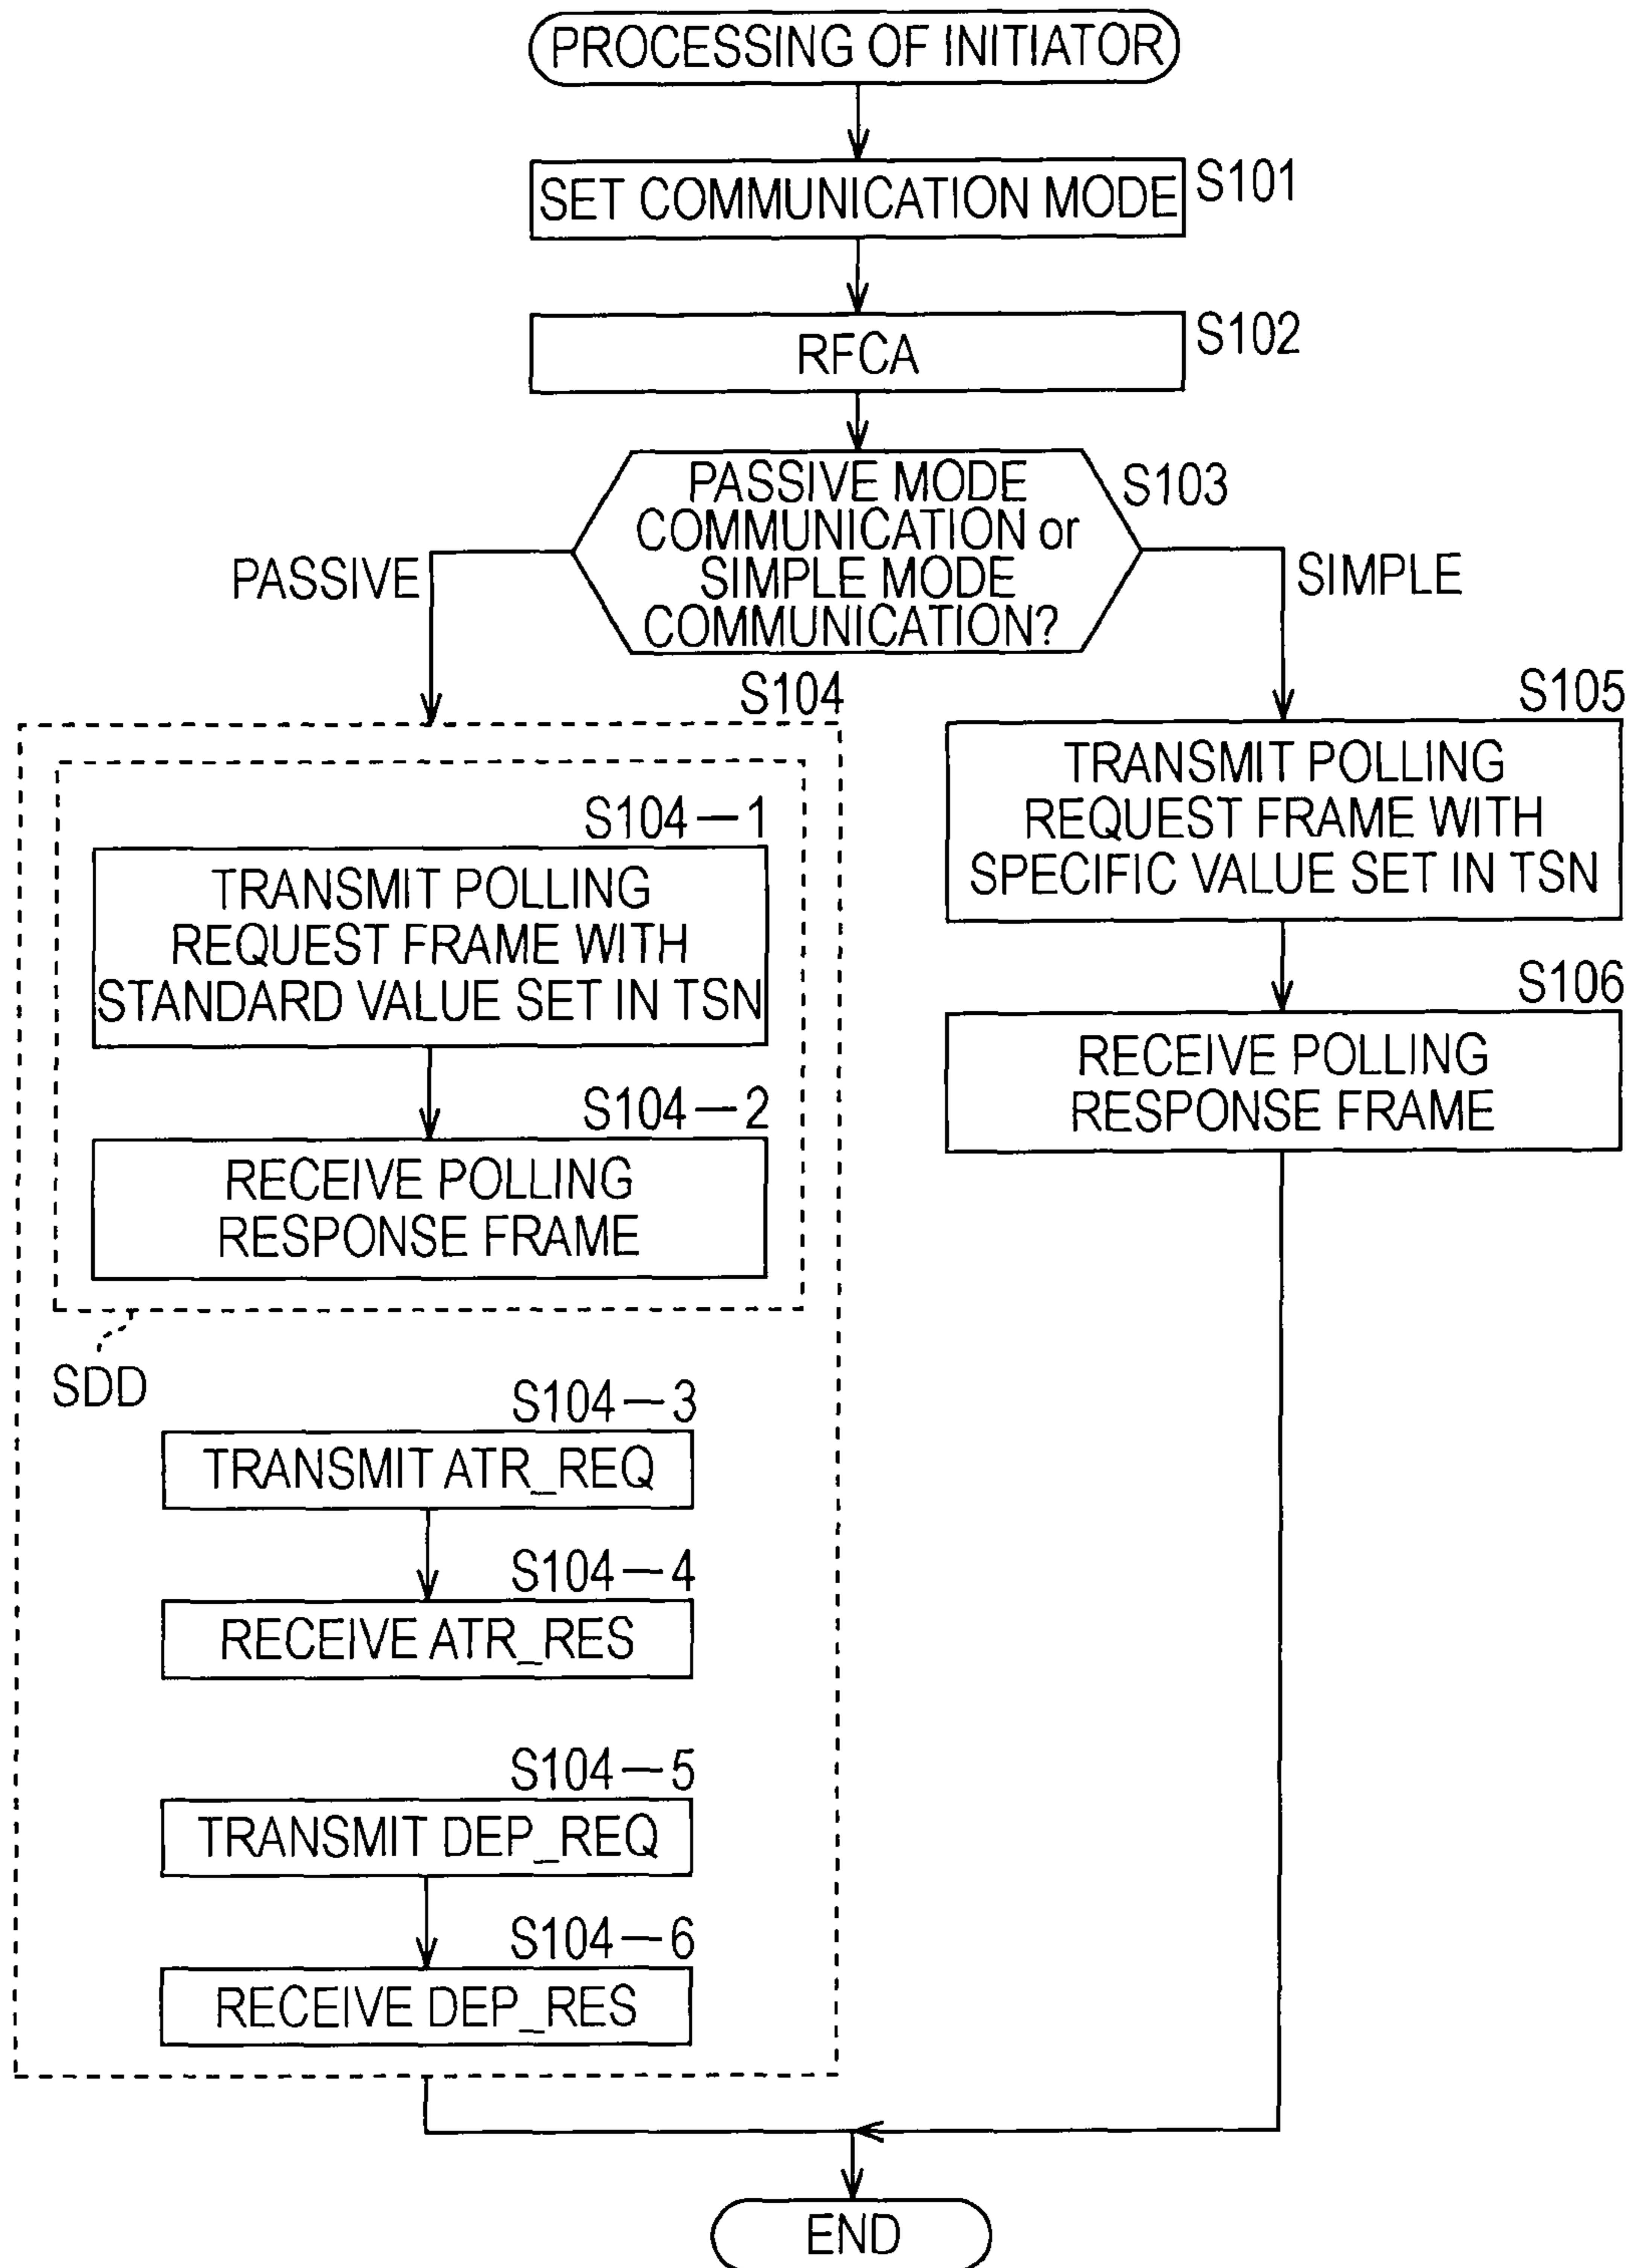 PROCESSING OF INITIATOR
SET COMMUNICATION MODE
S101
RFCA
S102
PASSIVE MODE
COMMUNICATION or
SIMPLE MODE
COMMUNICATION?
S103
PASSIVE
SIMPLE
S104
S104-1
TRANSMIT POLLING
REQUEST FRAME WITH
STANDARD VALUE SET IN TSN
S104-2
RECEIVE POLLING
RESPONSE FRAME
SDD
S104-3
TRANSMIT ATR_REQ
S104-4
RECEIVE ATR_RES
S104-5
TRANSMIT DEP_REQ
S104-6
RECEIVE DEP_RES
S105
TRANSMIT POLLING
REQUEST FRAME WITH
SPECIFIC VALUE SET IN TSN
S106
RECEIVE POLLING
RESPONSE FRAME
END